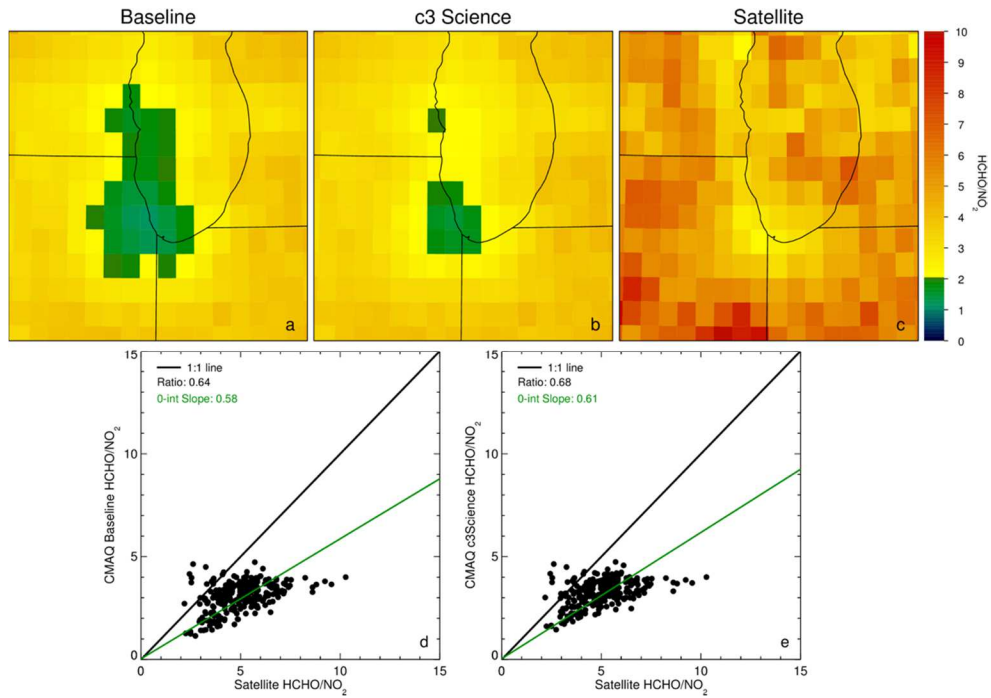 Baseline
c3 Science
Satellite
a
b
c
10
9
8
7
6
5
4
3
2
1
0
HCHO/NO2
15
10
5
0
CMAQ Baseline HCHO/NO2
1:1 line
Ratio: 0.64
0-int Slope: 0.58
d
0
5
10
15
Satellite HCHO/NO2
15
10
5
0
CMAQ c3Science HCHO/NO2
1:1 line
Ratio: 0.68
0-int Slope: 0.61
e
0
5
10
15
Satellite HCHO/NO2